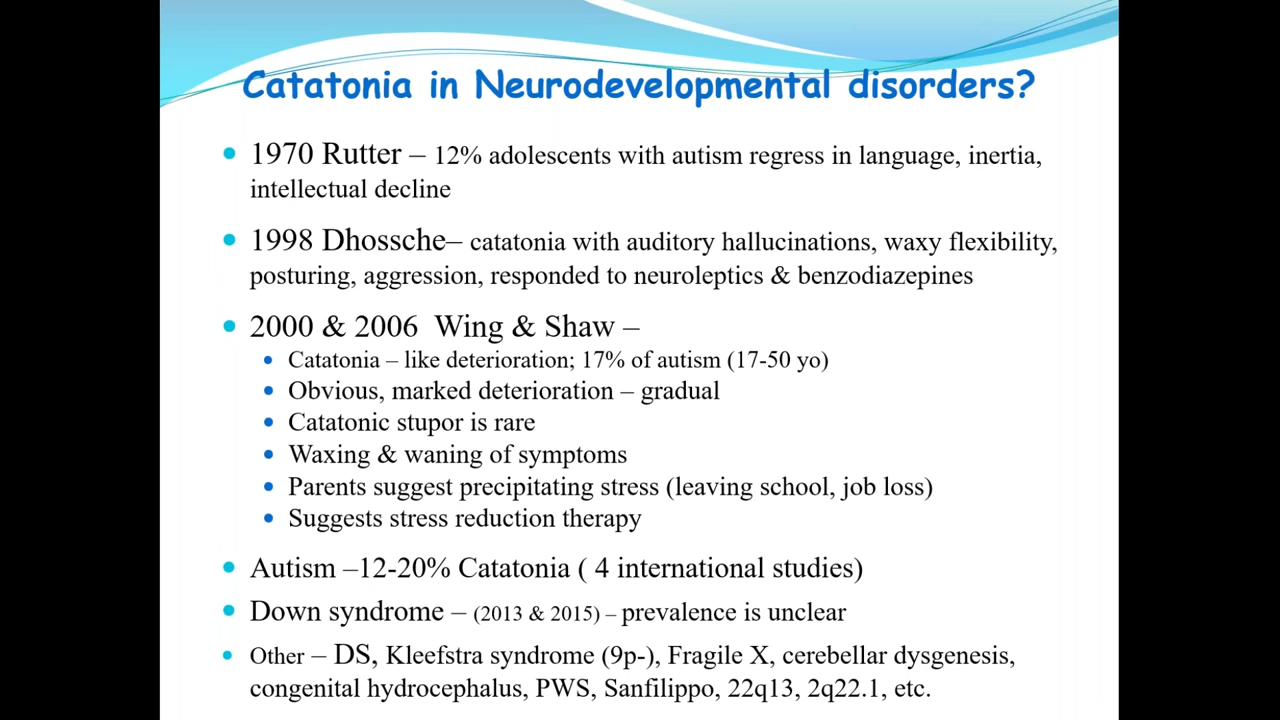 Catatonia in Neurodevelopmental disorders?
1970 Rutter – 12% adolescents with autism regress in language, inertia,
intellectual decline
1998 Dhossche– catatonia with auditory hallucinations, waxy flexibility,
posturing, aggression, responded to neuroleptics & benzodiazepines
2000 & 2006 Wing & Shaw –
Catatonia – like deterioration; 17% of autism (17-50 yo)
Obvious, marked deterioration – gradual
Catatonic stupor is rare
Waxing & waning of symptoms
Parents suggest precipitating stress (leaving school, job loss)
Suggests stress reduction therapy
Autism –12-20% Catatonia ( 4 international studies)
Down syndrome – (2013 & 2015) – prevalence is unclear
Other – DS, Kleefstra syndrome (9p-), Fragile X, cerebellar dysgenesis,
congenital hydrocephalus, PWS, Sanfilippo, 22q13, 2q22.1, etc.